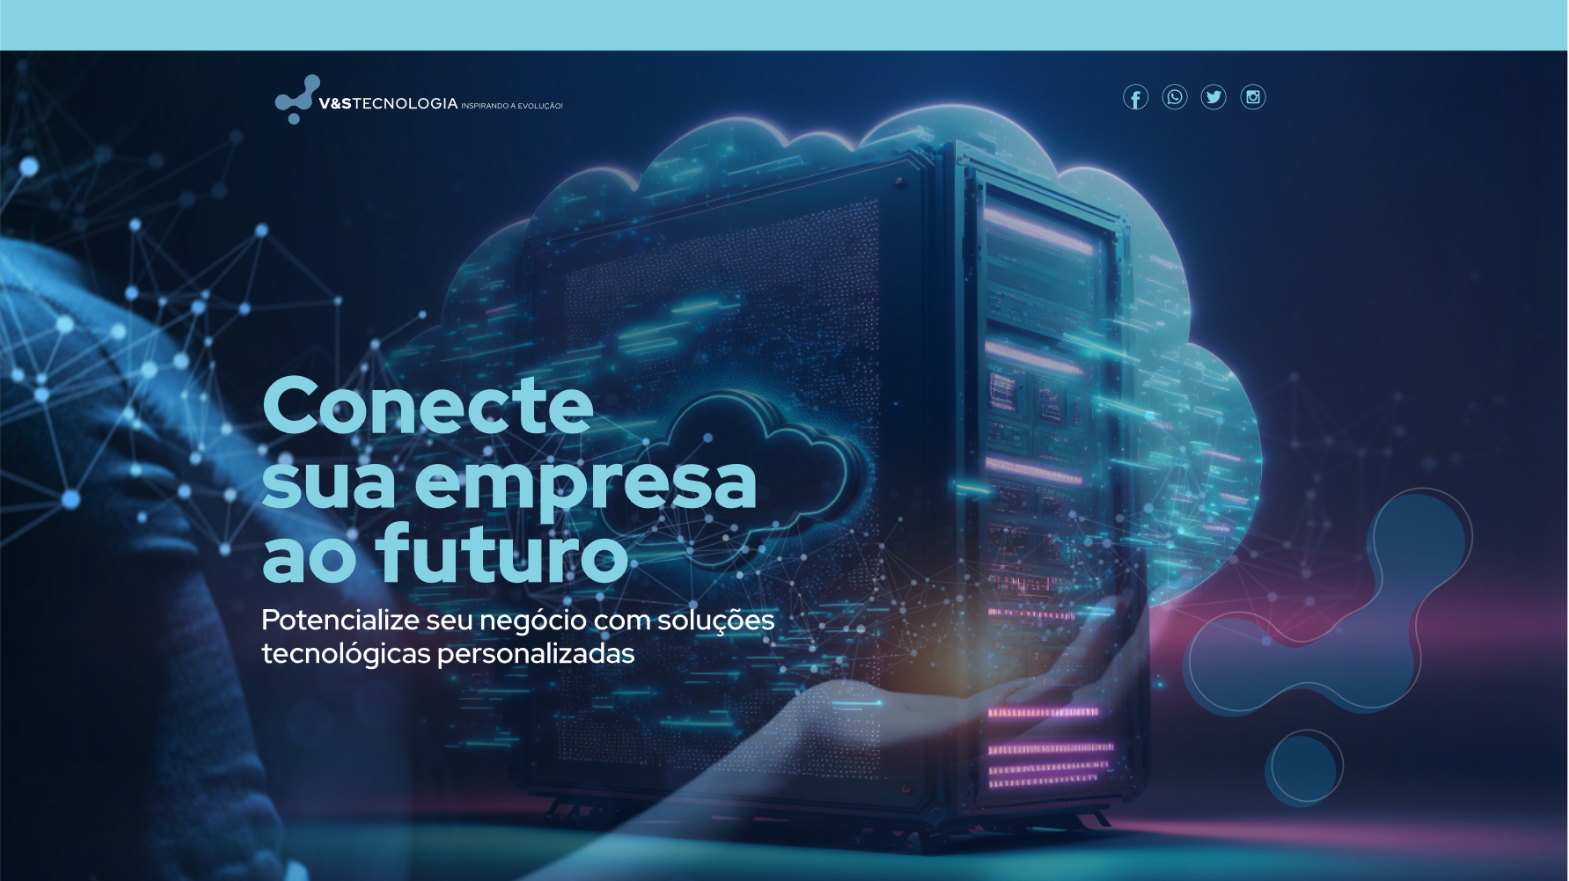 V&STECNOLOGIA INSPIRANDO A EVOLUÇÃO!
Conecte
sua empresa
ao futuro
Potencialize seu negócio com soluções
tecnológicas personalizadas